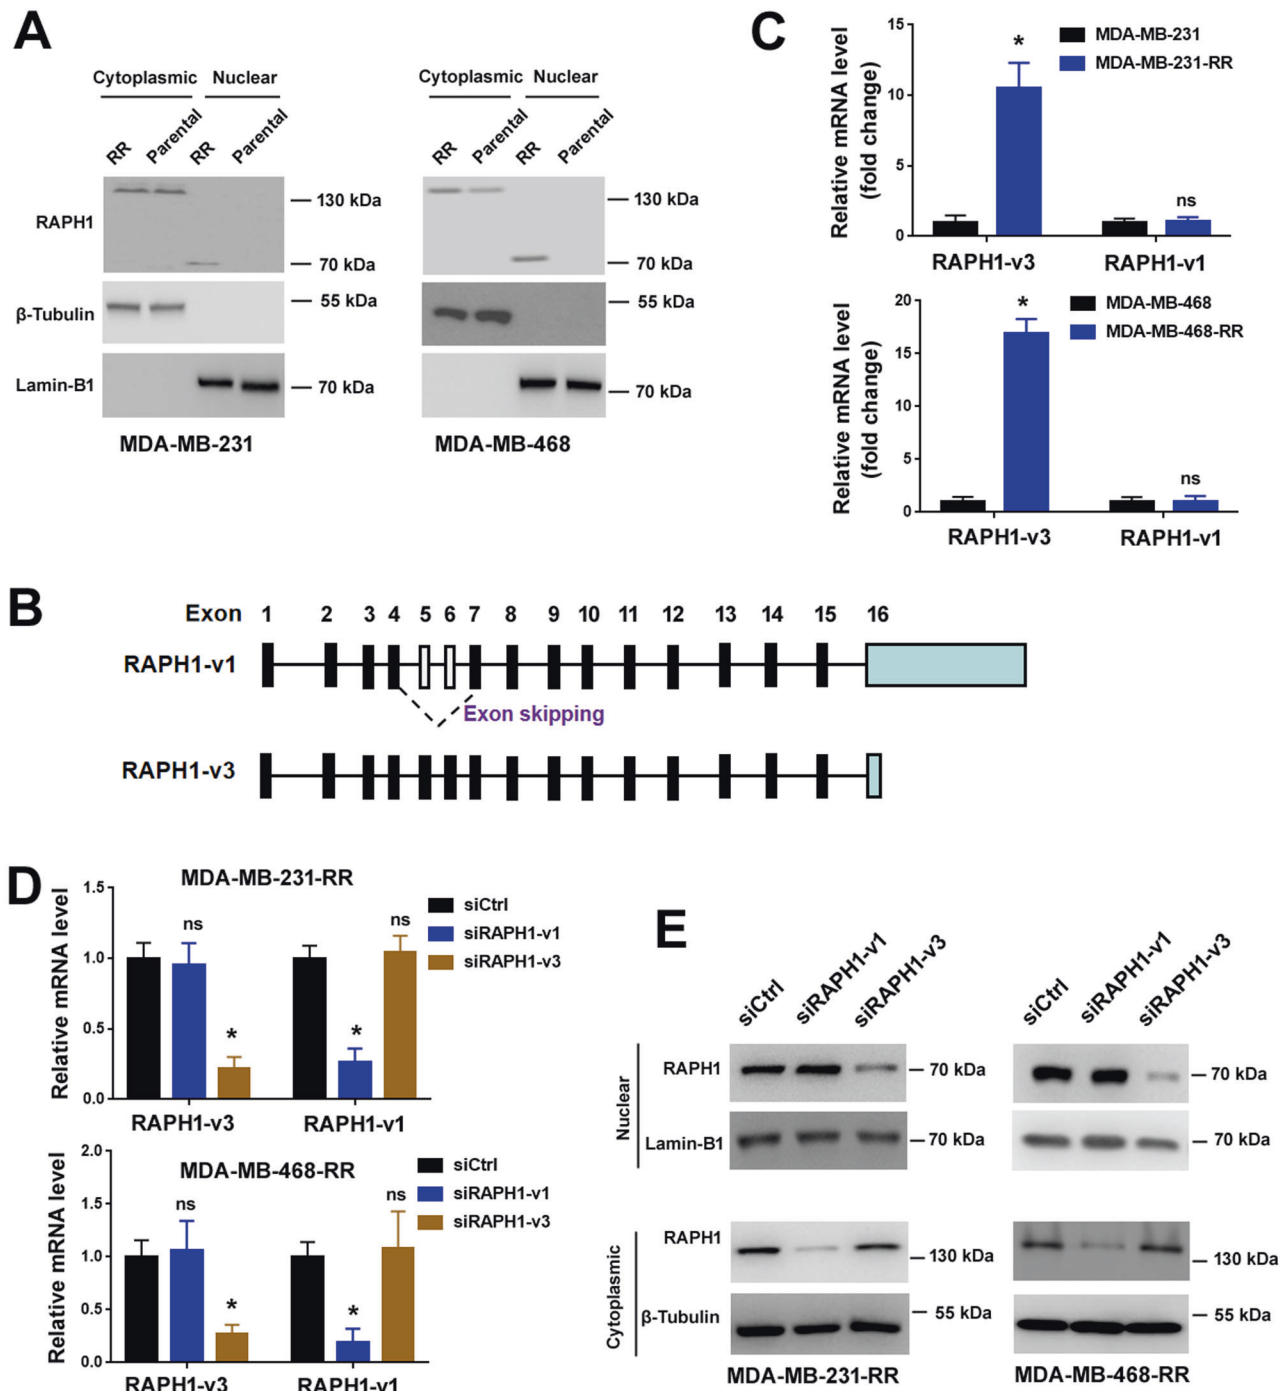 A
Cytoplasmic Nuclear
RR Parental RR Parental
RAPH1
130 kDa
70 kDa
β-Tubulin
55 kDa
Lamin-B1
70 kDa
MDA-MB-231
Cytoplasmic Nuclear
RR Parental RR Parental
130 kDa
70 kDa
55 kDa
70 kDa
MDA-MB-468
C
Relative mRNA level
(fold change)
15
10
5
0
*
ns
MDA-MB-231
MDA-MB-231-RR
RAPH1-v3 RAPH1-v1
Relative mRNA level
(fold change)
20
15
10
5
0
*
ns
MDA-MB-468
MDA-MB-468-RR
RAPH1-v3 RAPH1-v1
B
Exon 1 2 3 4 5 6 7 8 9 10 11 12 13 14 15 16
RAPH1-v1
Exon skipping
RAPH1-v3
D
MDA-MB-231-RR
Relative mRNA level
1.5
1.0
0.5
0.0
ns
*
*
ns
siCtrl
siRAPH1-v1
siRAPH1-v3
RAPH1-v3 RAPH1-v1
MDA-MB-468-RR
Relative mRNA level
2.0
1.5
1.0
0.5
0.0
ns
*
*
ns
siCtrl
siRAPH1-v1
siRAPH1-v3
RAPH1-v3 RAPH1-v1
E
siCtrl siRAPH1-v1 siRAPH1-v3
siCtrl siRAPH1-v1 siRAPH1-v3
Nuclear
RAPH1 70 kDa 70 kDa
Lamin-B1 70 kDa 70 kDa
Cytoplasmic
RAPH1 130 kDa 130 kDa
β-Tubulin 55 kDa 55 kDa
MDA-MB-231-RR MDA-MB-468-RR